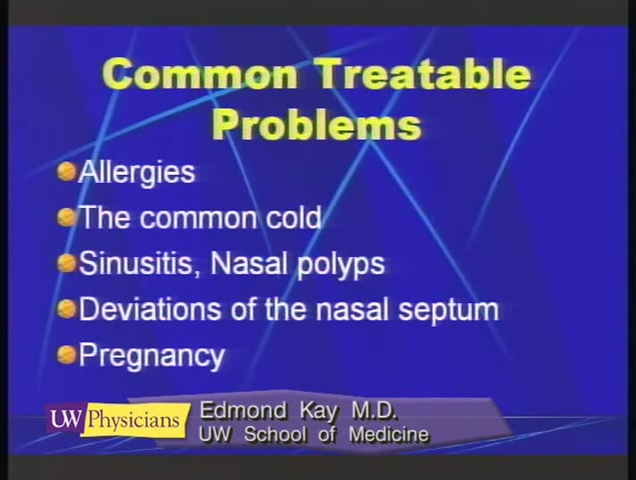 Common Treatable
Problems
Allergies
The common cold
Sinusitis, Nasal polyps
Deviations of the nasal septum
Pregnancy
UW Physicians
Edmond Kay M.D.
UW School of Medicine